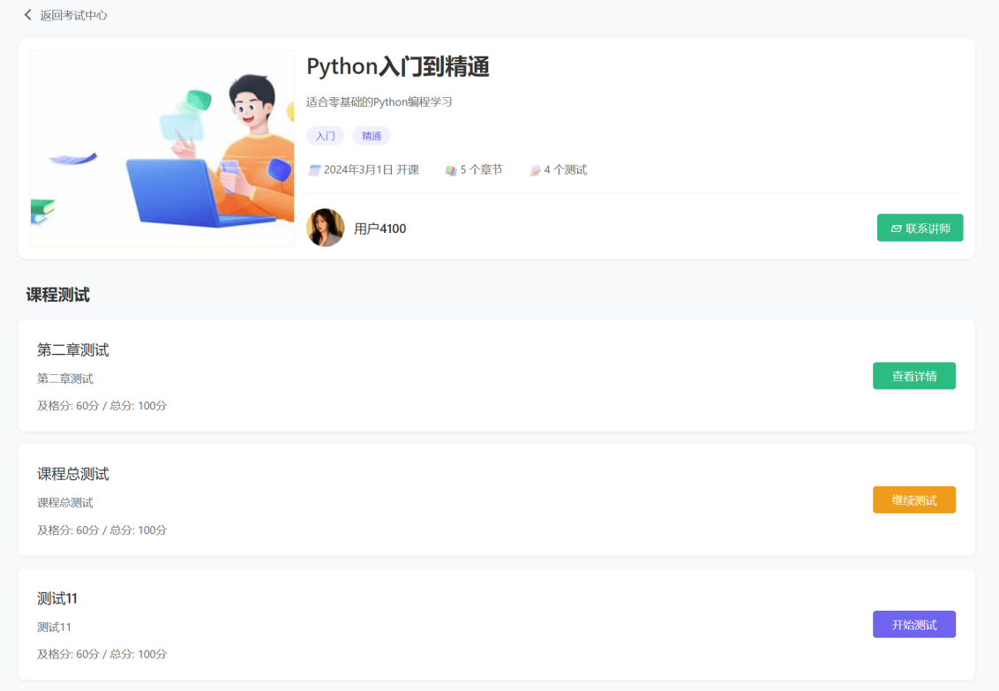 返回考试中心
Python入门到精通
适合零基础的Python编程学习
入门 精通
2024年3月1日 开课 5 个章节 4 个测试
用户4100
联系讲师
课程测试
第二章测试
第二章测试
及格分: 60分 / 总分: 100分
查看详情
课程总测试
课程总测试
及格分: 60分 / 总分: 100分
继续测试
测试11
测试11
及格分: 60分 / 总分: 100分
开始测试